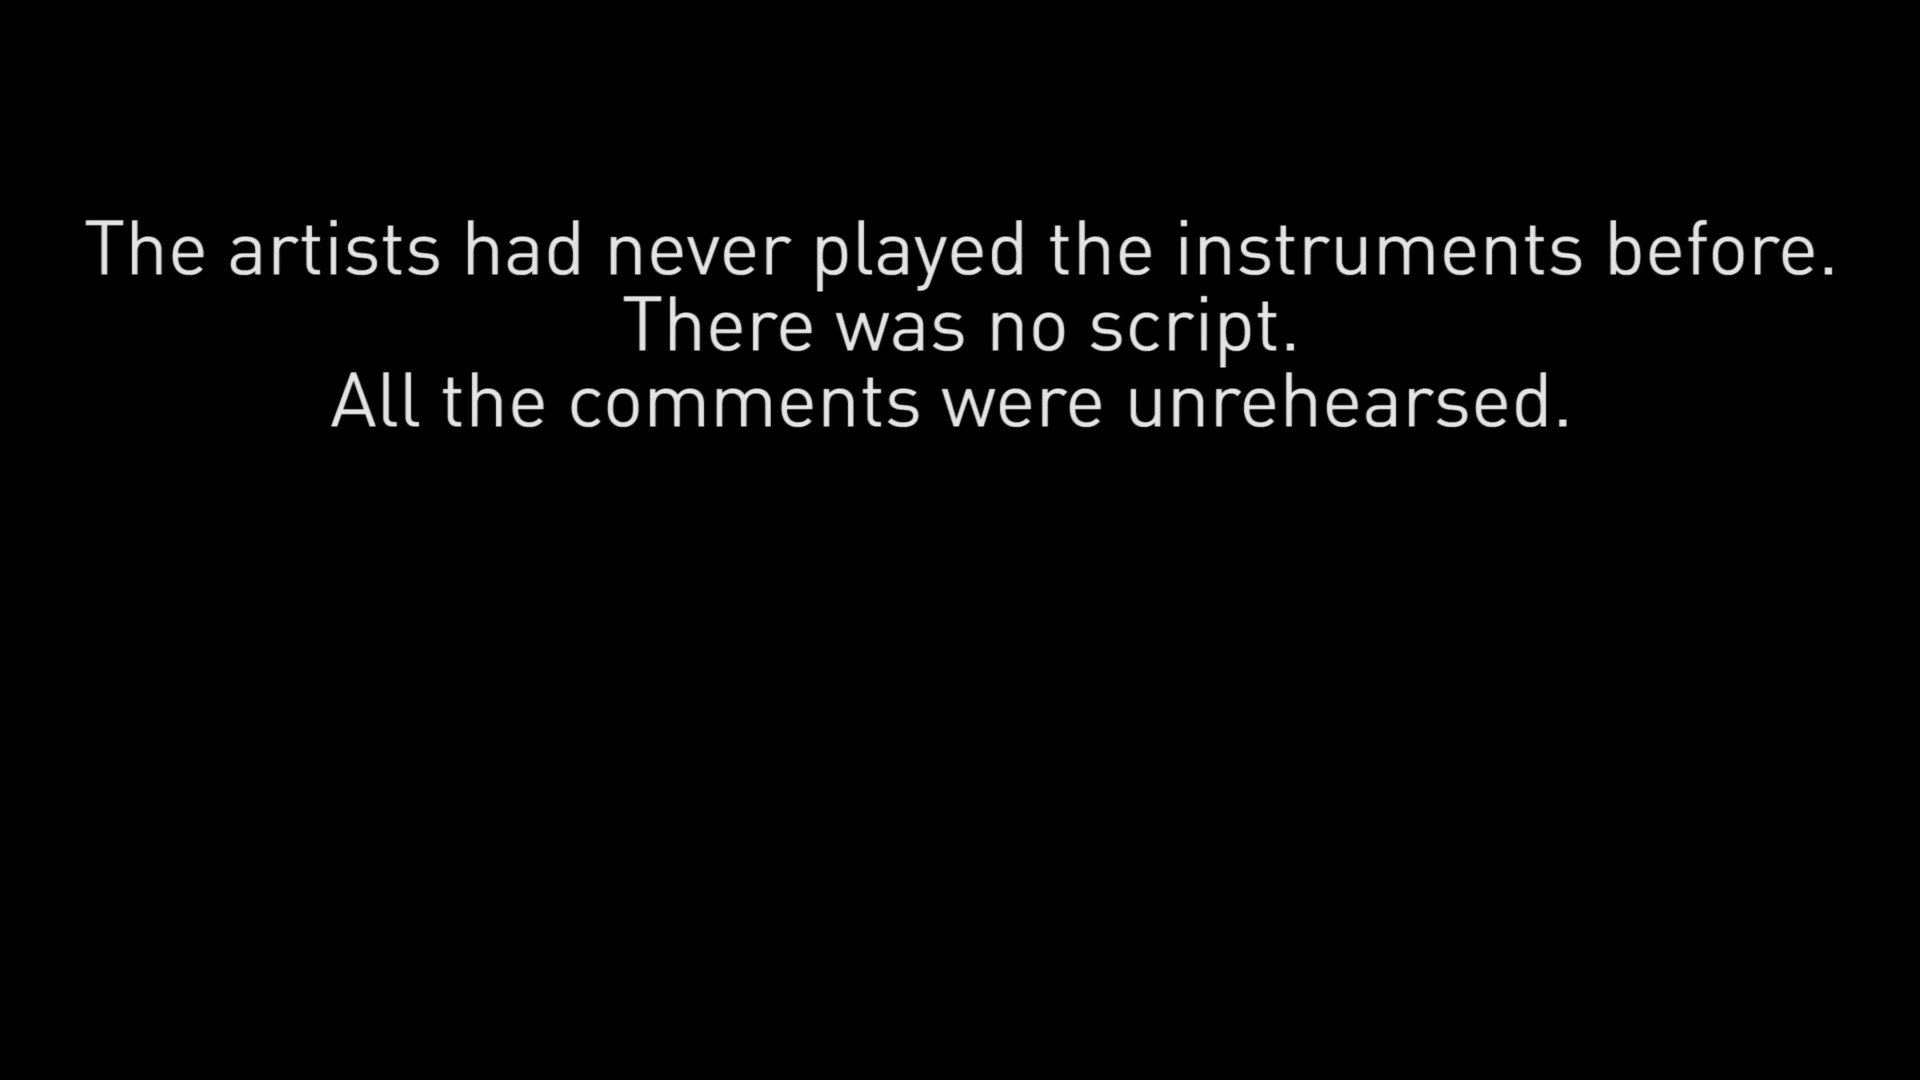 The artists had never played the instruments before.
There was no script.
All the comments were unrehearsed.